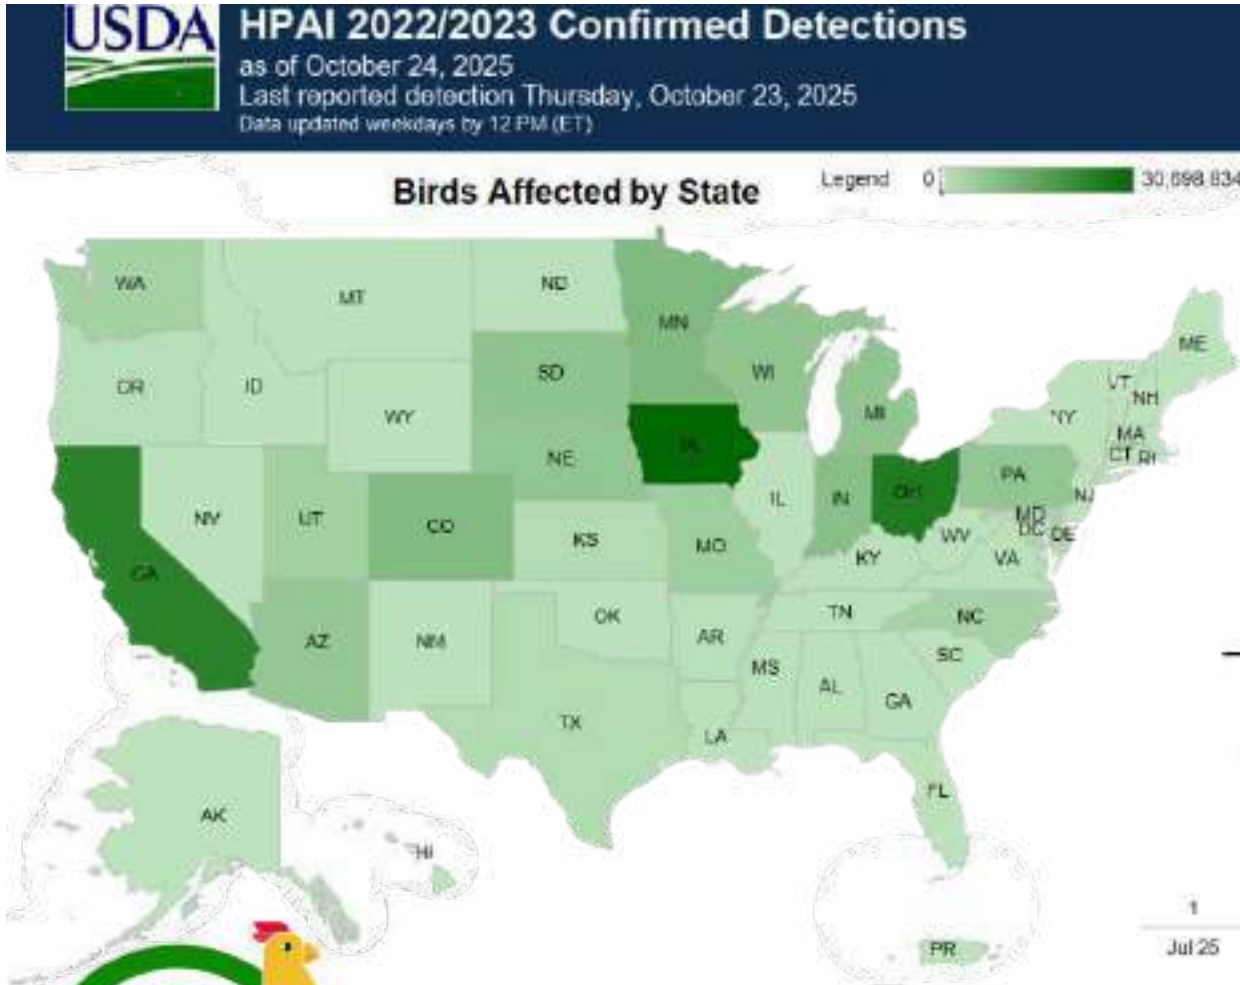 USDA
HPAI 2022/2023 Confirmed Detections
as of October 24, 2025
Last reported detection Thursday, October 23, 2025
Data updated weekdays by 12 PM (ET)
Birds Affected by State
Legend 0 30,698,834
WA
MT
ND
MN
ME
OR
ID
SD
WI
VT
NH
WY
MI
NY
MA
CT RI
NE
PA
IL
IN
OH
NJ
NV
UT
CO
MD
DC
DE
WV
KS
MO
KY
VA
CA
AZ
NM
OK
AR
TN
NC
SC
MS
AL
GA
TX
LA
FL
AK
HI
PR
1
Jul 25